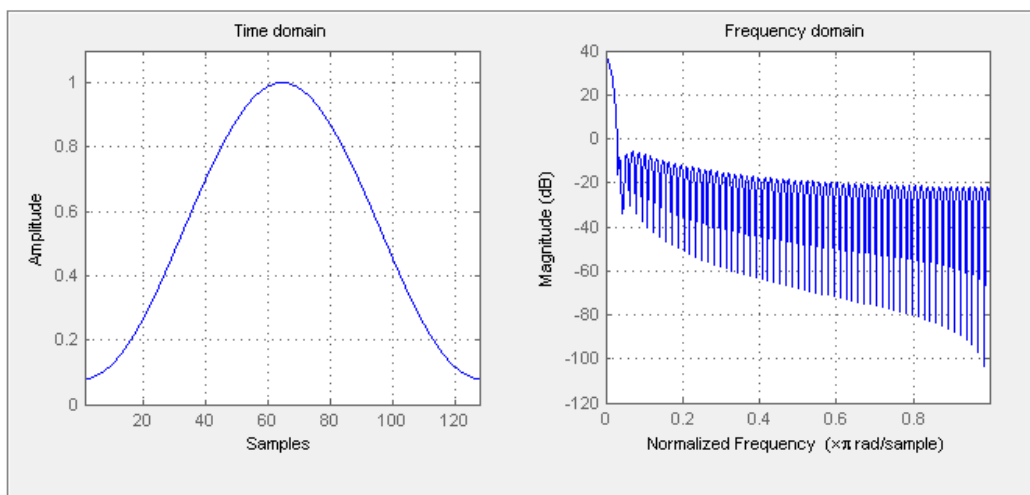 Time domain
1
0.8
0.6
0.4
0.2
0
Amplitude
20 40 60 80 100 120
Samples
Frequency domain
40
20
0
-20
-40
-60
-80
-100
-120
Magnitude (dB)
0 0.2 0.4 0.6 0.8
Normalized Frequency (×π rad/sample)